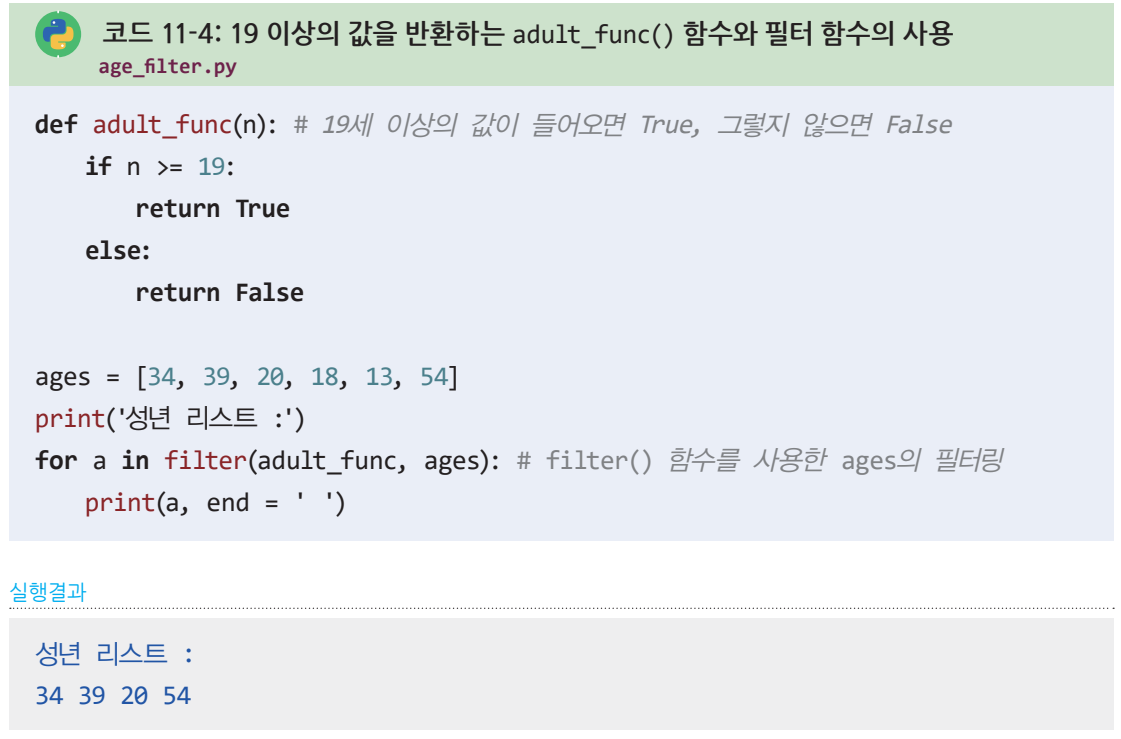 코드 11-4: 19 이상의 값을 반환하는 adult_func() 함수와 필터 함수의 사용
age_filter.py
def adult_func(n): # 19세 이상의 값이 들어오면 True, 그렇지 않으면 False
    if n >= 19:
        return True
    else:
        return False
ages = [34, 39, 20, 18, 13, 54]
print('성년 리스트 :')
for a in filter(adult_func, ages): # filter() 함수를 사용한 ages의 필터링
    print(a, end = ' ')
실행결과
성년 리스트 :
34 39 20 54